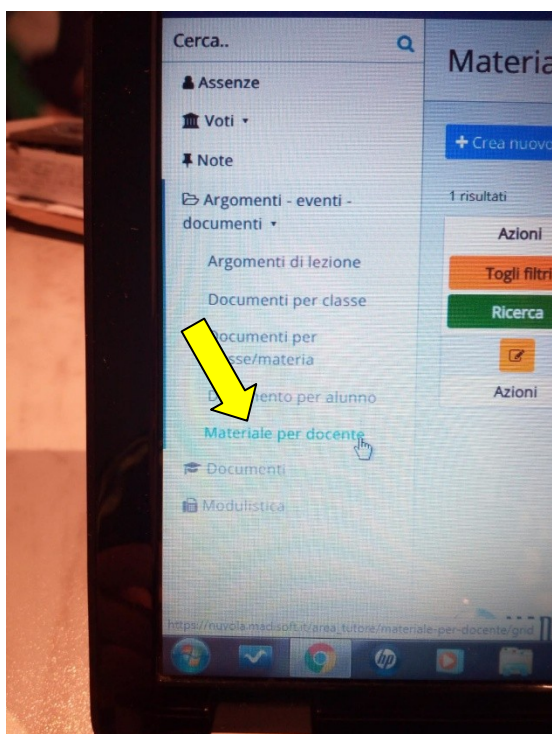 Cerca..
Assenze
Voti
Note
Argomenti - eventi -
documenti
Argomenti di lezione
Documenti per classe
Documenti per
classe/materia
Documento per alunno
Materiale per docente
Documenti
Modulistica
Materia
+ Crea nuovo
1 risultati
Azioni
Togli filtri
Ricerca
Azioni
https://nuvola.madisoft.it/area_tutore/materiale-per-docente/grid
hp